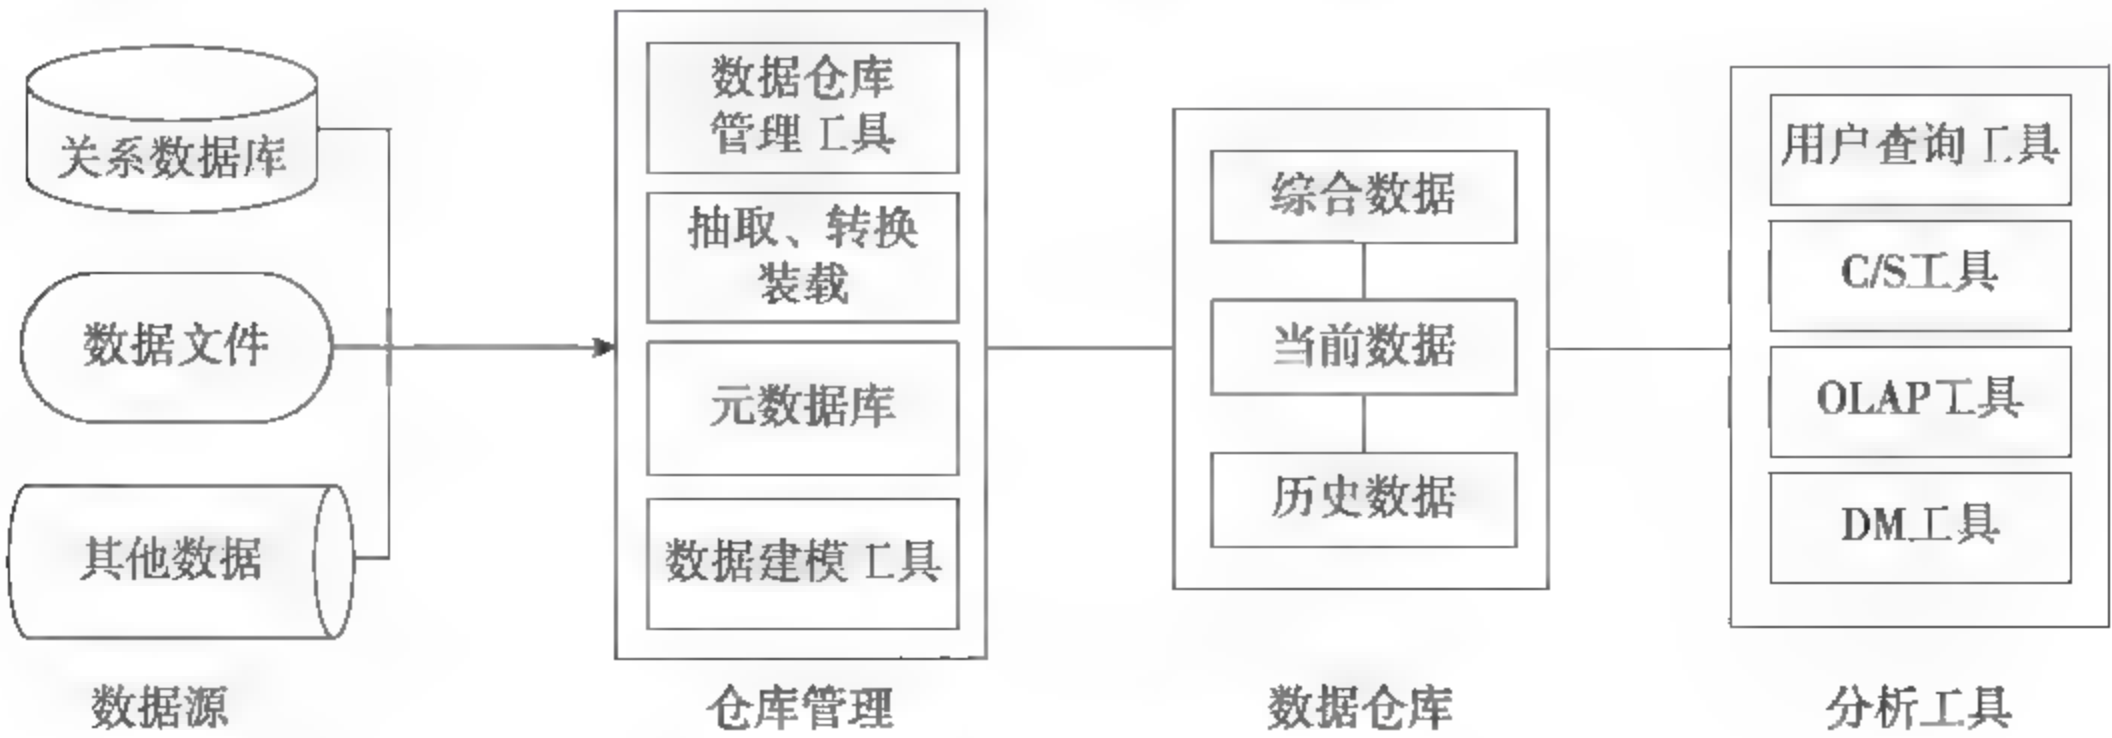 关系数据库
数据文件
其他数据
数据源
数据仓库
管理工具
抽取、转换
装载
元数据库
数据建模工具
仓库管理
综合数据
当前数据
历史数据
数据仓库
用户查询工具
C/S工具
OLAP工具
DM工具
分析工具